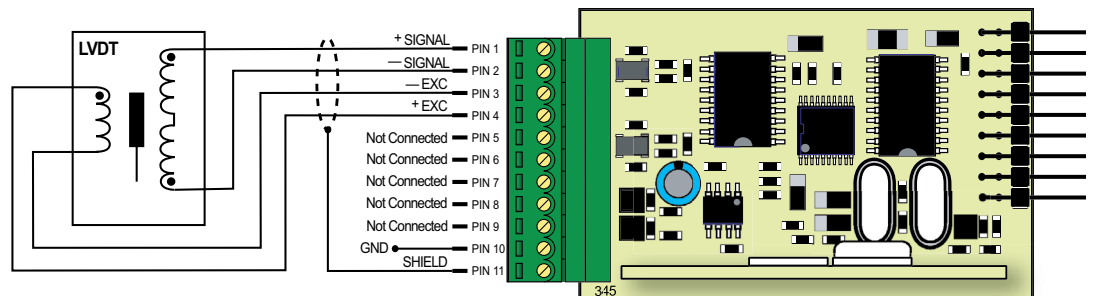 LVDT
+ SIGNAL PIN 1
— SIGNAL PIN 2
— EXC PIN 3
+ EXC PIN 4
Not Connected PIN 5
Not Connected PIN 6
Not Connected PIN 7
Not Connected PIN 8
Not Connected PIN 9
GND PIN 10
SHIELD PIN 11
345